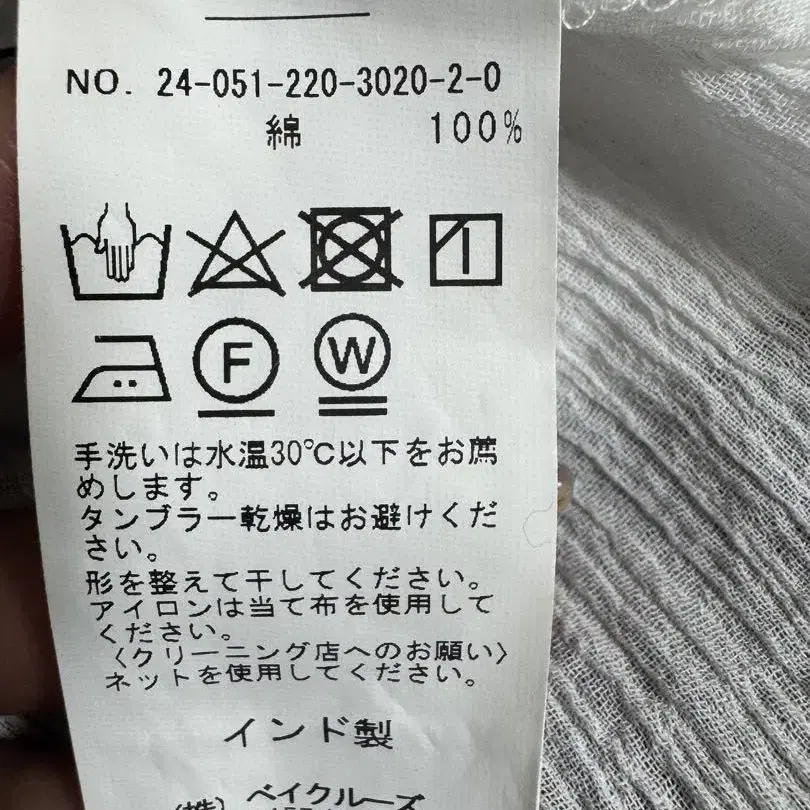 NO. 24-051-220-3020-2-0
綿 100%
F W
手洗いは水温30℃以下をお薦
めします。
タンブラー乾燥はお避けくだ
さい。
形を整えて干してください。
アイロンは当て布を使用して
ください。
〈クリーニング店へのお願い〉
ネットを使用してください。
インド製
(株)ベイクルーズ